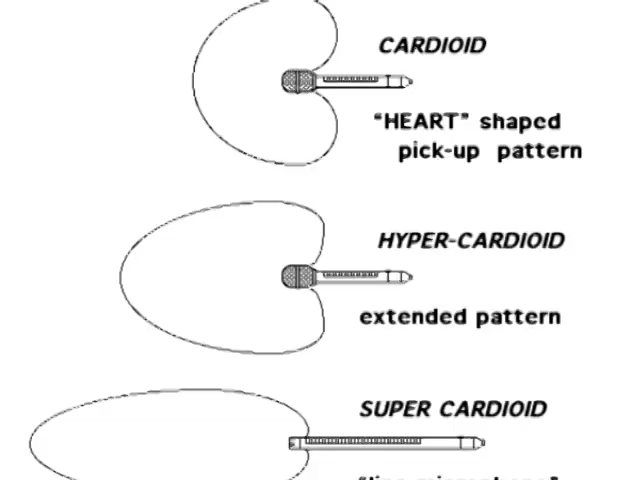 CARDIOID
“HEART” shaped
pick-up pattern
HYPER-CARDIOID
extended pattern
SUPER CARDIOID